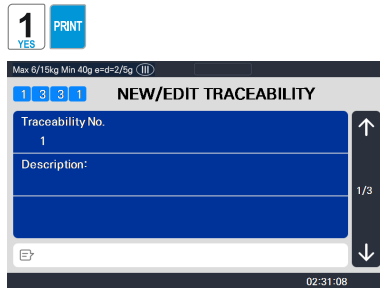 1
YES
PRINT
Max 6/15kg Min 40g e=d=2/5g III
1 3 3 1 NEW/EDIT TRACEABILITY
Traceability No.
1
Description:
1/3
02:31:08